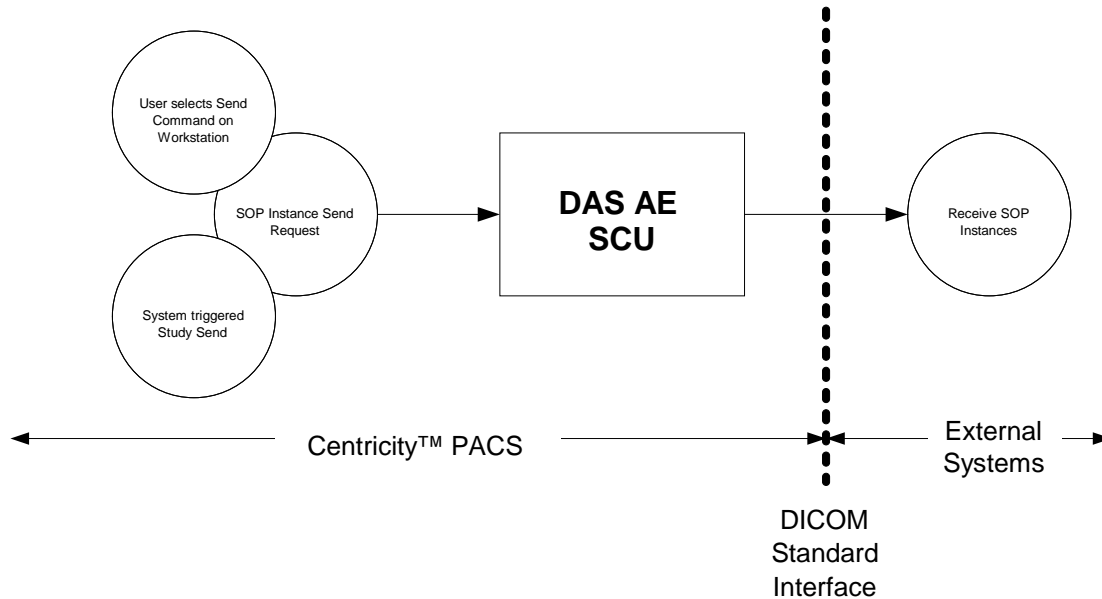 User selects Send
Command on
Workstation
SOP Instance Send
Request
System triggered
Study Send
DAS AE
SCU
Receive SOP
Instances
Centricity™ PACS
External
Systems
DICOM
Standard
Interface